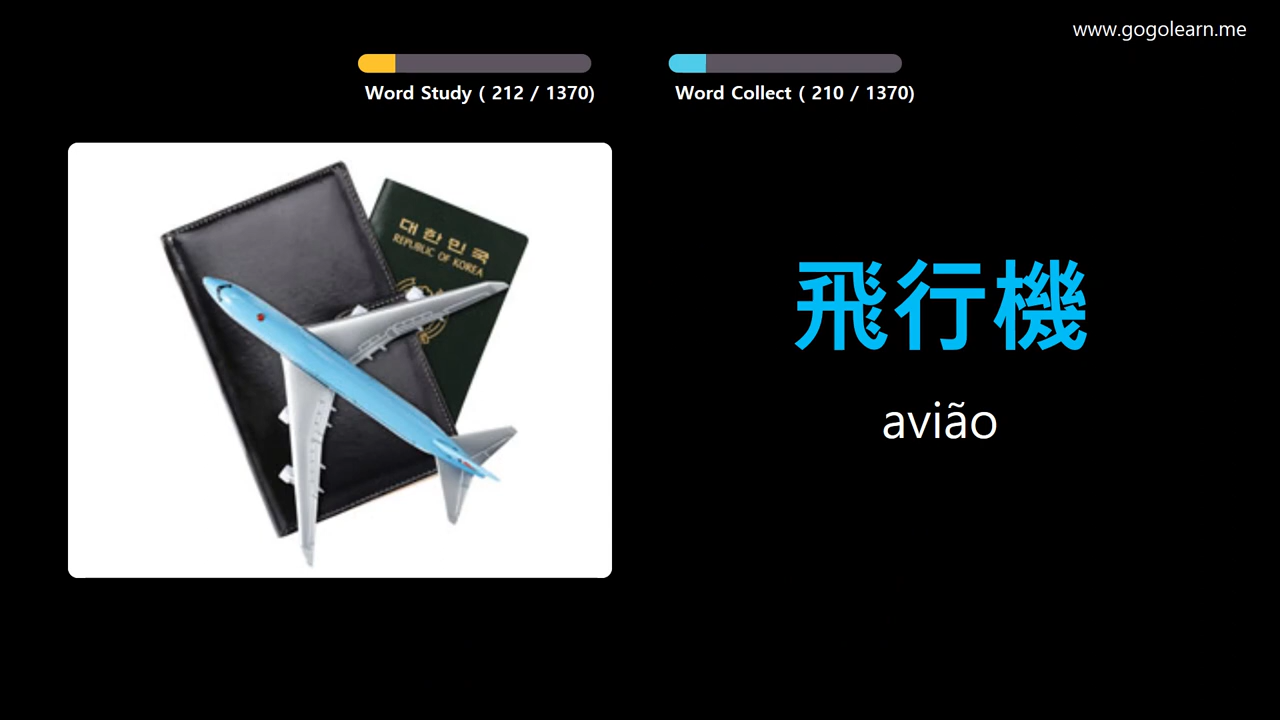 www.gogolearn.me
Word Study ( 212 / 1370)
Word Collect ( 210 / 1370)
대한민국
REPUBLIC OF KOREA
飛行機
avião